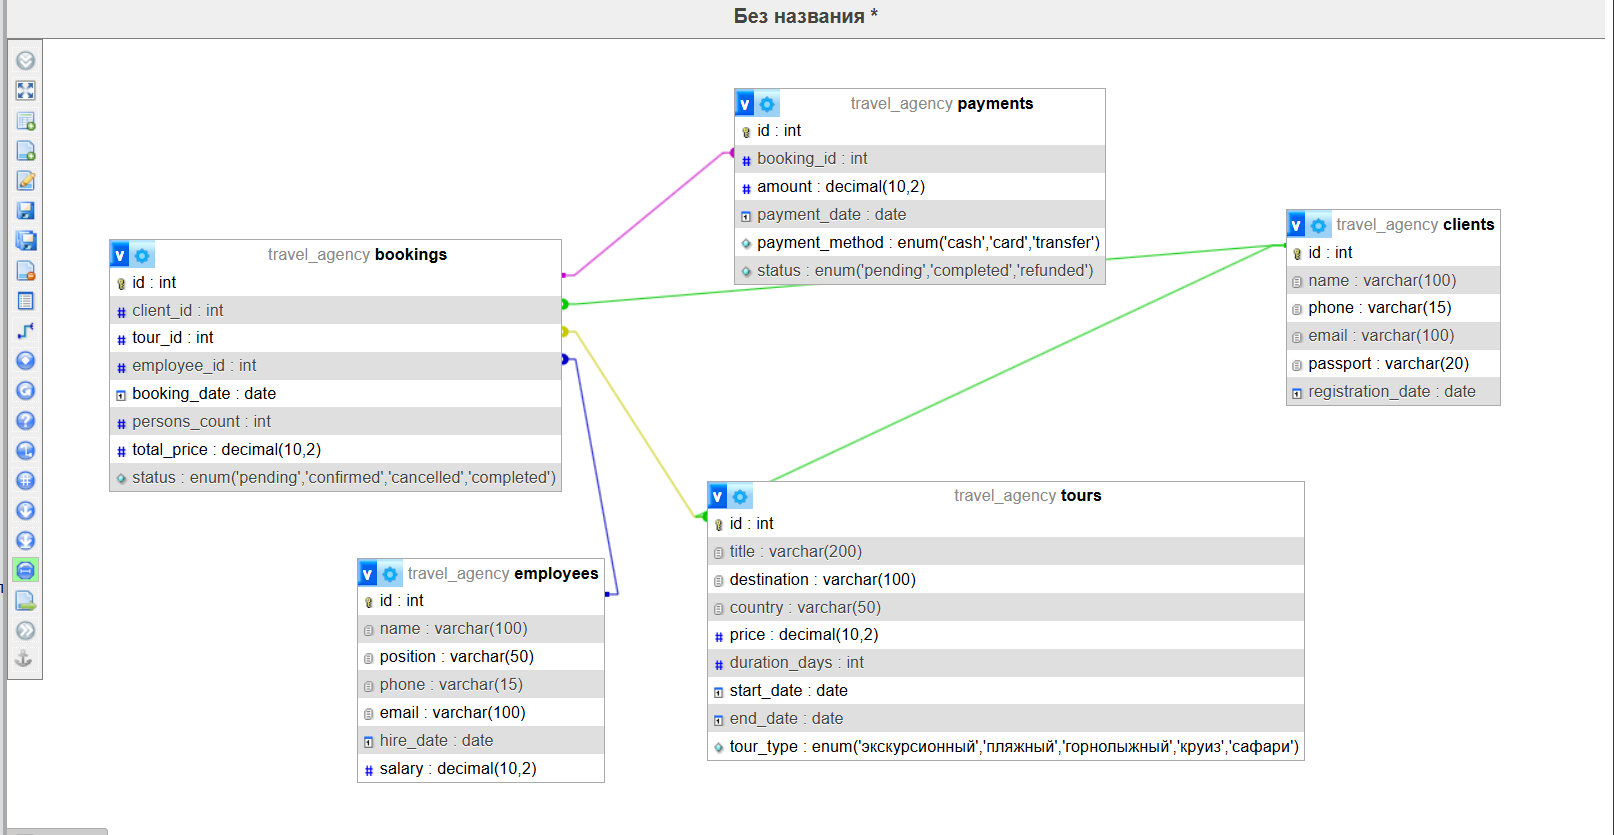 Без названия *
travel_agency payments
id : int
booking_id : int
amount : decimal(10,2)
payment_date : date
payment_method : enum('cash','card','transfer')
status : enum('pending','completed','refunded')
travel_agency clients
id : int
name : varchar(100)
phone : varchar(15)
email : varchar(100)
passport : varchar(20)
registration_date : date
travel_agency bookings
id : int
client_id : int
tour_id : int
employee_id : int
booking_date : date
persons_count : int
total_price : decimal(10,2)
status : enum('pending','confirmed','cancelled','completed')
travel_agency tours
id : int
title : varchar(200)
destination : varchar(100)
country : varchar(50)
price : decimal(10,2)
duration_days : int
start_date : date
end_date : date
tour_type : enum('экскурсионный','пляжный','горнолыжный','круиз','сафари')
travel_agency employees
id : int
name : varchar(100)
position : varchar(50)
phone : varchar(15)
email : varchar(100)
hire_date : date
salary : decimal(10,2)